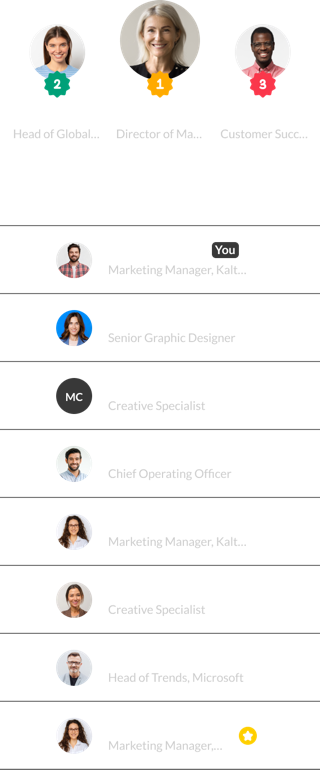 2
1
3
Head of Global...
Director of Ma...
Customer Succ...
You
Marketing Manager, Kalt...
Senior Graphic Designer
MC
Creative Specialist
Chief Operating Officer
Marketing Manager, Kalt...
Creative Specialist
Head of Trends, Microsoft
Marketing Manager,...